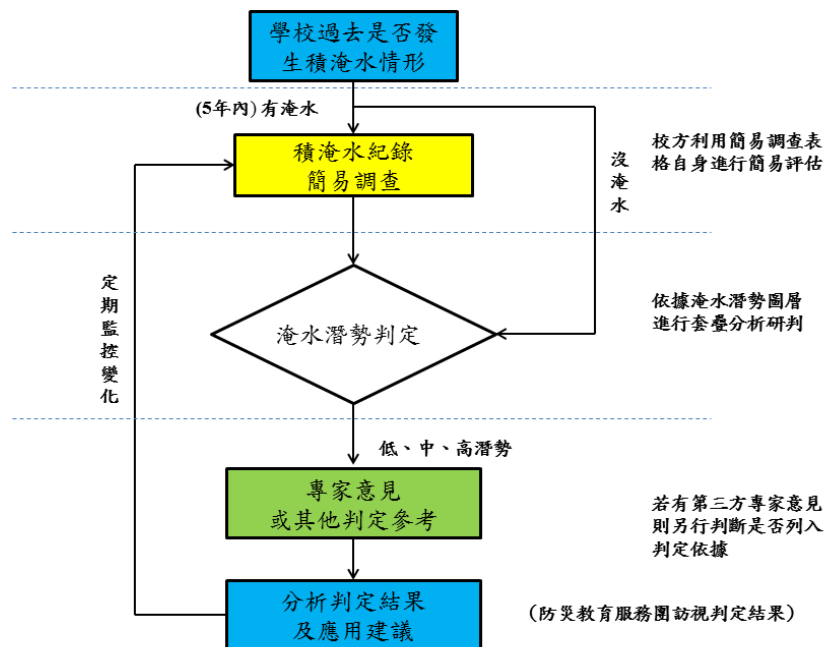 學校過去是否發
生積淹水情形
(5年內)有淹水
積淹水紀錄
簡易調查
沒淹水
校方利用簡易調查表
格自身進行簡易評估
定期監控變化
淹水潛勢判定
依據淹水潛勢圖層
進行套疊分析研判
低、中、高潛勢
專家意見
或其他判定參考
若有第三方專家意見
則另行判斷是否列入
判定依據
分析判定結果
及應用建議
(防災教育服務團訪視判定結果)